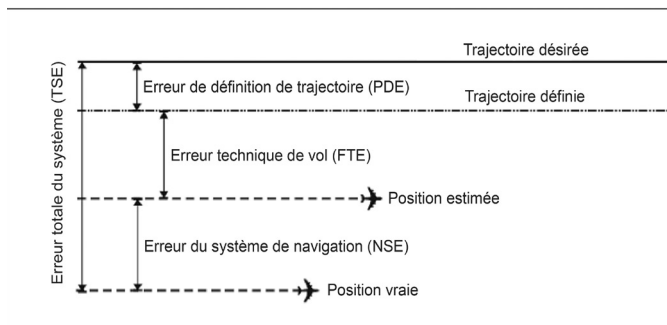 Trajectoire désirée
Erreur de définition de trajectoire (PDE)
Trajectoire définie
Erreur totale du système (TSE)
Erreur technique de vol (FTE)
Position estimée
Erreur du système de navigation (NSE)
Position vraie